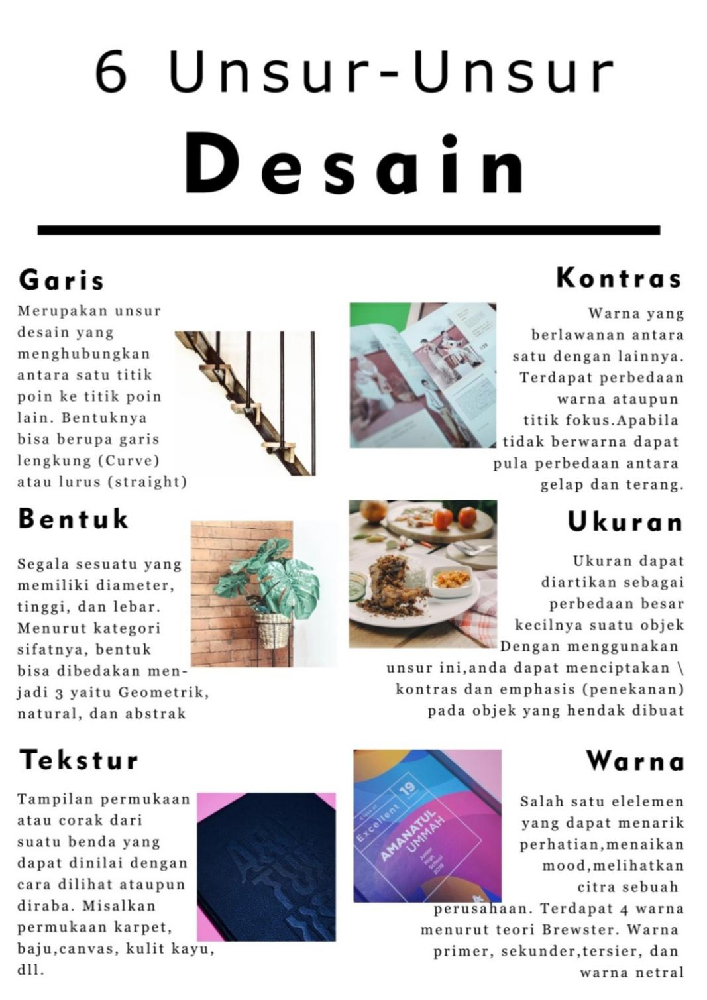 6 Unsur-Unsur
Desain
Garis
Merupakan unsur
desain yang
menghubungkan
antara satu titik
poin ke titik poin
lain. Bentuknya
bisa berupa garis
lengkung (Curve)
atau lurus (straight)
Kontras
Warna yang
berlawanan antara
satu dengan lainnya.
Terdapat perbedaan
warna ataupun
titik fokus.Apabila
tidak berwarna dapat
pula perbedaan antara
gelap dan terang.
Bentuk
Segala sesuatu yang
memiliki diameter,
tinggi, dan lebar.
Menurut kategori
sifatnya, bentuk
bisa dibedakan men-
jadi 3 yaitu Geometrik,
natural, dan abstrak
Ukuran
Ukuran dapat
diartikan sebagai
perbedaan besar
kecilnya suatu objek
Dengan menggunakan
unsur ini,anda dapat menciptakan \
kontras dan emphasis (penekanan)
pada objek yang hendak dibuat
Tekstur
Tampilan permukaan
atau corak dari
suatu benda yang
dapat dinilai dengan
cara dilihat ataupun
diraba. Misalkan
permukaan karpet,
baju,canvas, kulit kayu,
dll.
Warna
Class of
19
Excellent
AMANATUL
UMMAH
Junior
High
School
2019
Salah satu elelemen
yang dapat menarik
perhatian,menaikan
mood,melihatkan
citra sebuah
perusahaan. Terdapat 4 warna
menurut teori Brewster. Warna
primer, sekunder,tersier, dan
warna netral